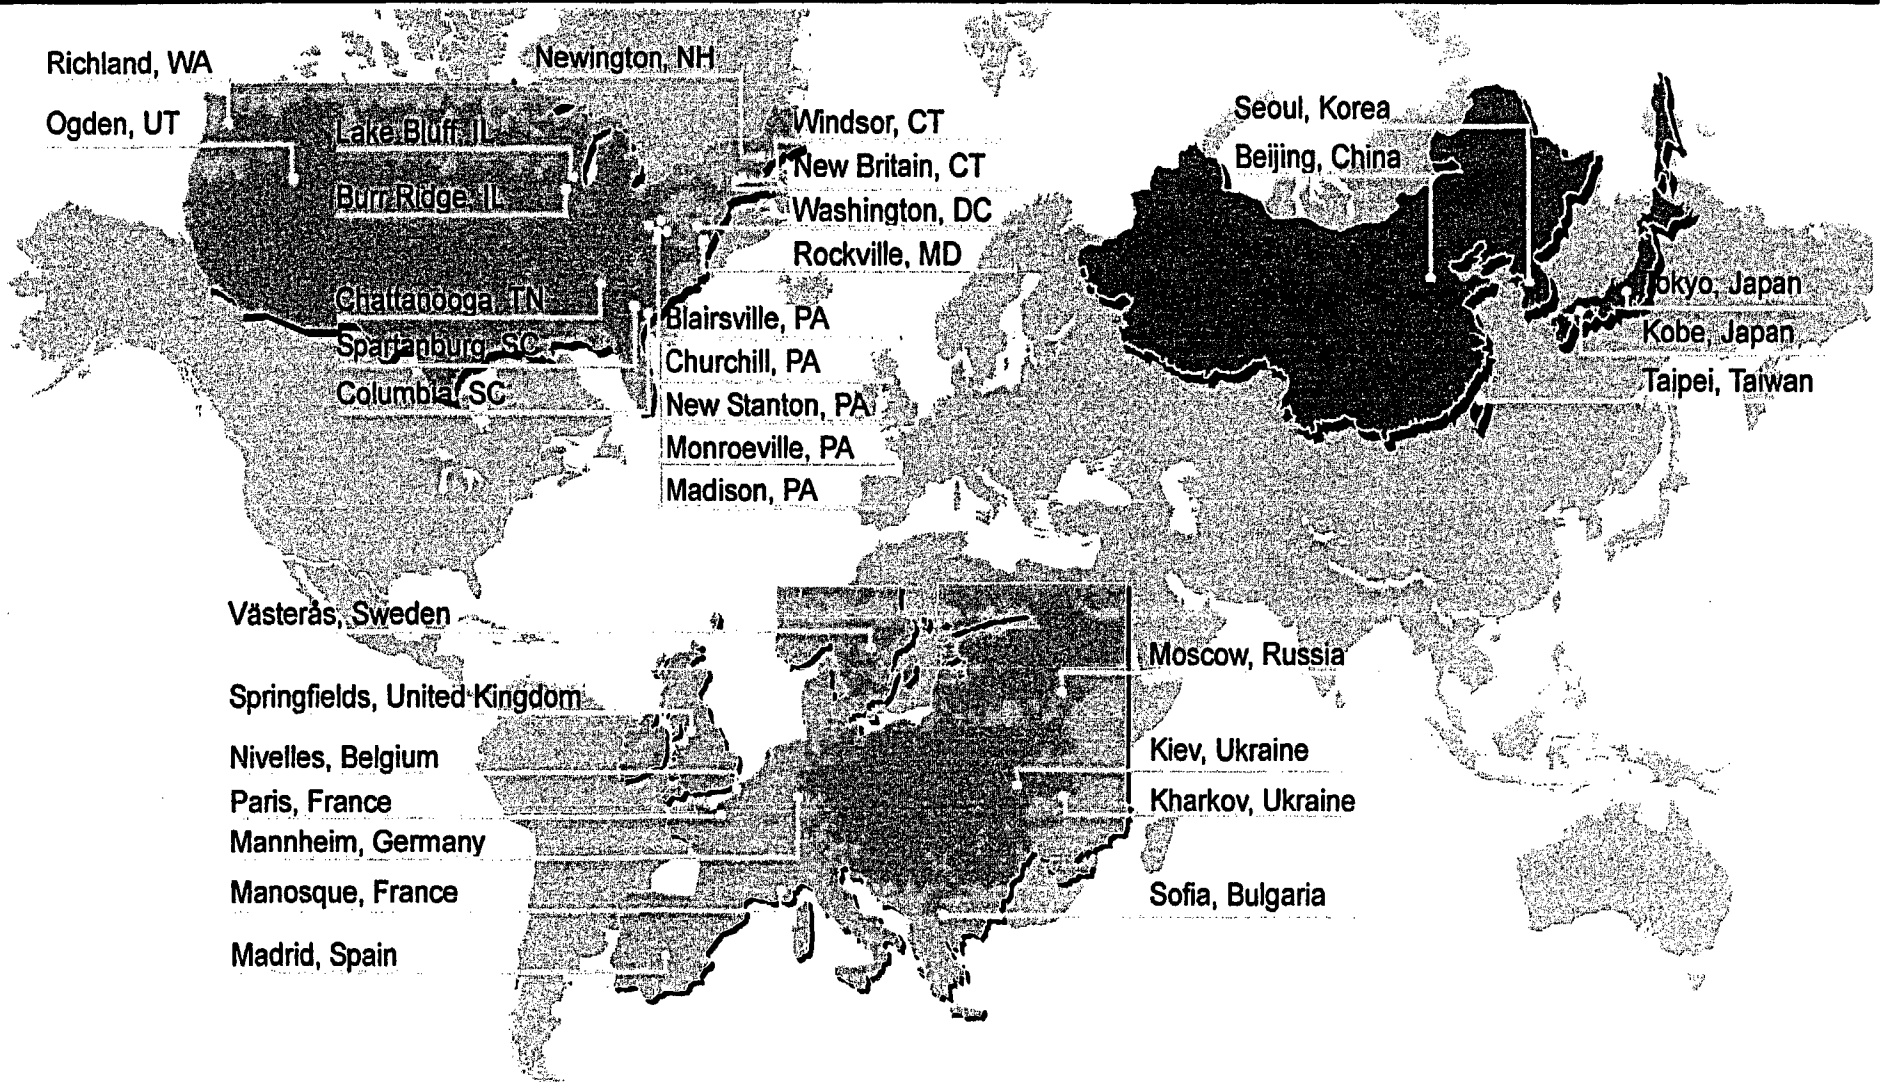 Richland, WA
Newington, NH
Ogden, UT
Lake Bluff, IL
Burr Ridge, IL
Windsor, CT
New Britain, CT
Washington, DC
Rockville, MD
Chattanooga, TN
Spartanburg, SC
Columbia, SC
Blairsville, PA
Churchill, PA
New Stanton, PA
Monroeville, PA
Madison, PA
Seoul, Korea
Beijing, China
Tokyo, Japan
Kobe, Japan
Taipei, Taiwan
Västerås, Sweden
Springfields, United Kingdom
Nivelles, Belgium
Paris, France
Mannheim, Germany
Manosque, France
Madrid, Spain
Moscow, Russia
Kiev, Ukraine
Kharkov, Ukraine
Sofia, Bulgaria